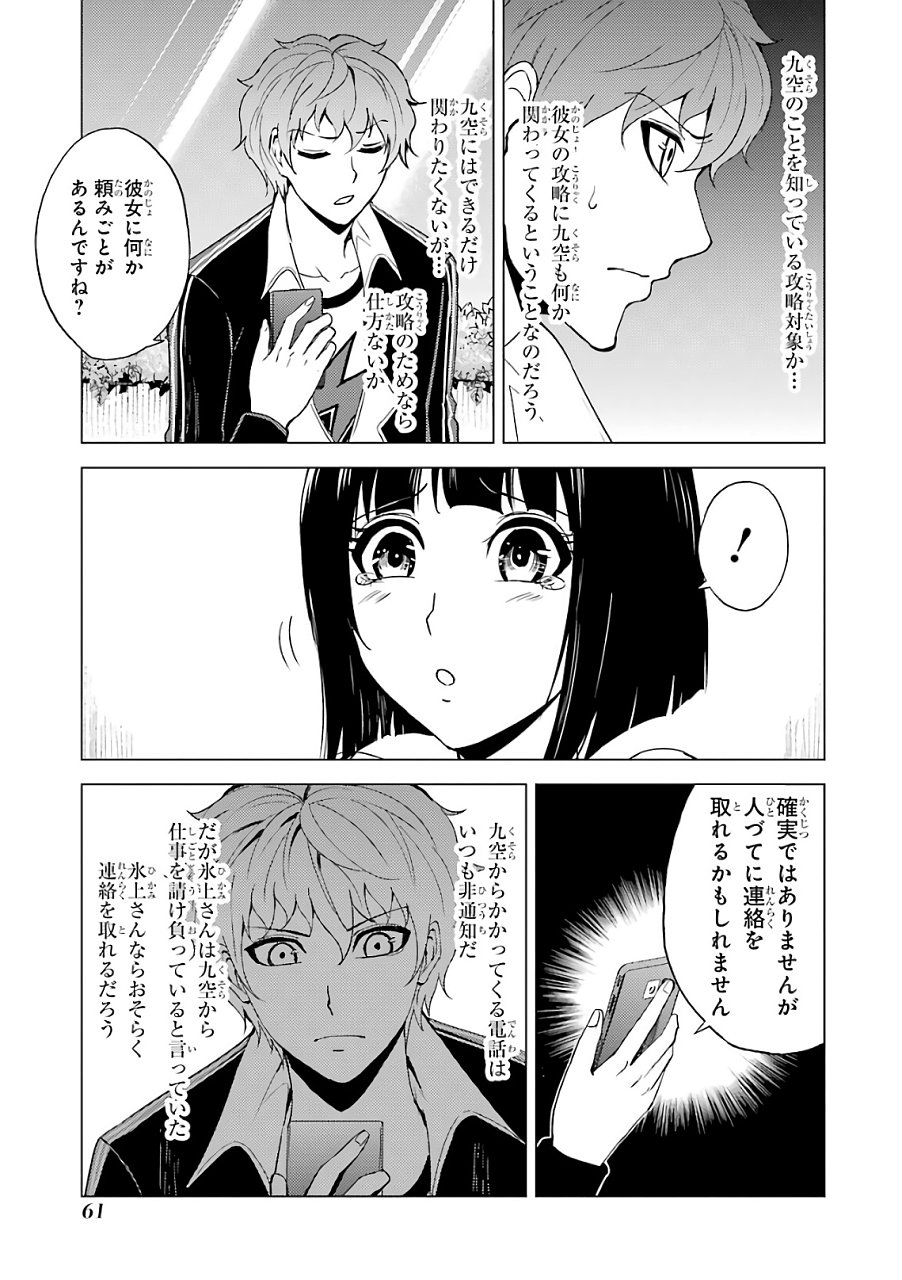 九空のことを知っている攻略対象か…
彼女の攻略に九空も何か
関わってくるということなのだろう、
九空にはできるだけ
関わりたくないが…
攻略のためなら
仕方ないか
彼女に何か
頼みごとが
あるんですね?
!
確実ではありませんが
人づてに連絡を
取れるかもしれません
九空からかかってくる電話は
いつも非通知だ
だが氷上さんは九空から
仕事を請け負っていると言っていた
氷上さんならおそらく
連絡を取れるだろう
61